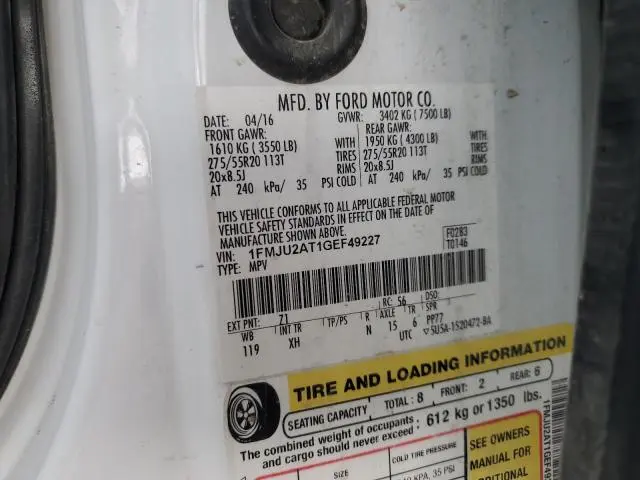 MFD. BY FORD MOTOR CO.
DATE: 04/16 GVWR: 3402 KG ( 7500 LB)
FRONT GAWR: REAR GAWR:
1610 KG ( 3550 LB) WITH 1950 KG ( 4300 LB) WITH
275/55R20 113T TIRES 275/55R20 113T TIRES
20x8.5J RIMS 20x8.5J RIMS
AT 240 kPa/ 35 PSI COLD AT 240 kPa/ 35 PSI COLD
THIS VEHICLE CONFORMS TO ALL APPLICABLE FEDERAL MOTOR
VEHICLE SAFETY STANDARDS IN EFFECT ON THE DATE OF
MANUFACTURE SHOWN ABOVE.
VIN: 1FMJU2AT1GEF49227 F0283
TYPE: MPV T0146
EXT PNT: Z1 RC: 56 DSO:
WB INT TR TP/PS R AXLE TR SPR
119 XH N 15 6 PP77
UTC ▽5U5A-1520472-BA
TIRE AND LOADING INFORMATION
SEATING CAPACITY TOTAL : 8 FRONT: 2 REAR: 6
The combined weight of occupants
and cargo should never exceed : 612 kg or 1350 lbs.
SIZE COLD TIRE PRESSURE
KPA, 35 PSI
SEE OWNERS
MANUAL FOR
1FMJU2AT1GEF49